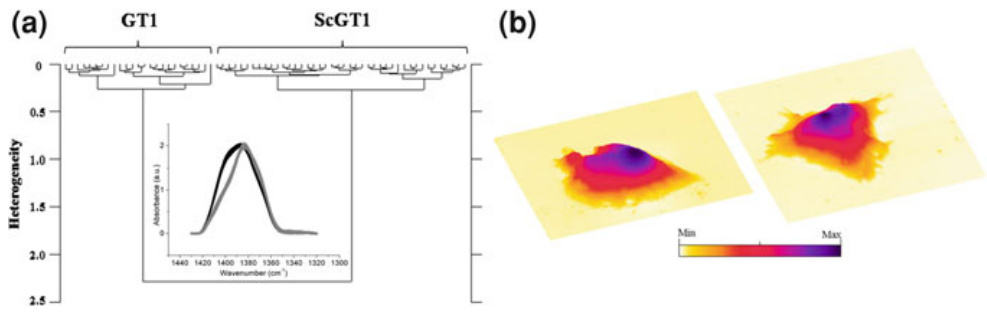 (a)
GT1
ScGT1
0
0.5
1.0
1.5
2.0
2.5
Heterogeneity
2
1
0
Absorbance (a.u.)
1440 1420 1400 1380 1360 1340 1320 1300
Wavenumber (cm⁻¹)
(b)
Min
Max